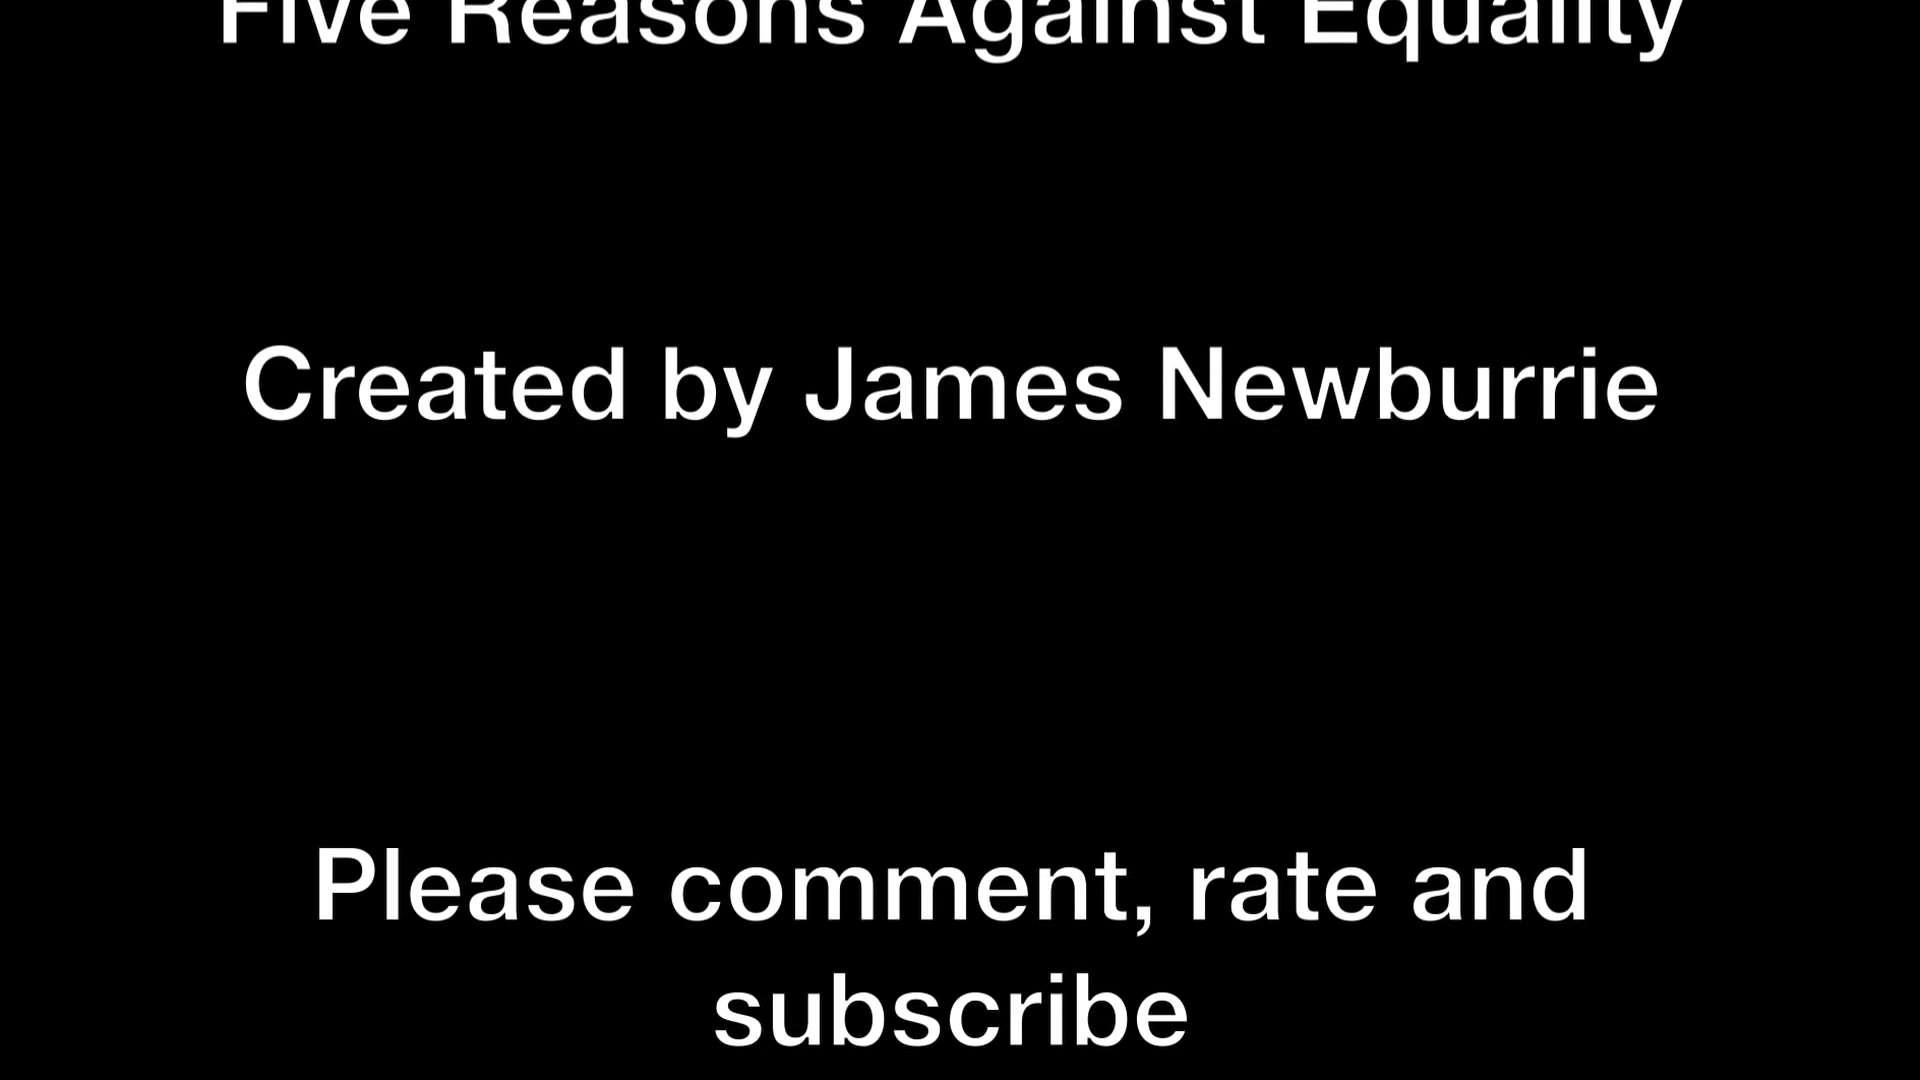 Five Reasons Against Equality
Created by James Newburrie
Please comment, rate and
subscribe